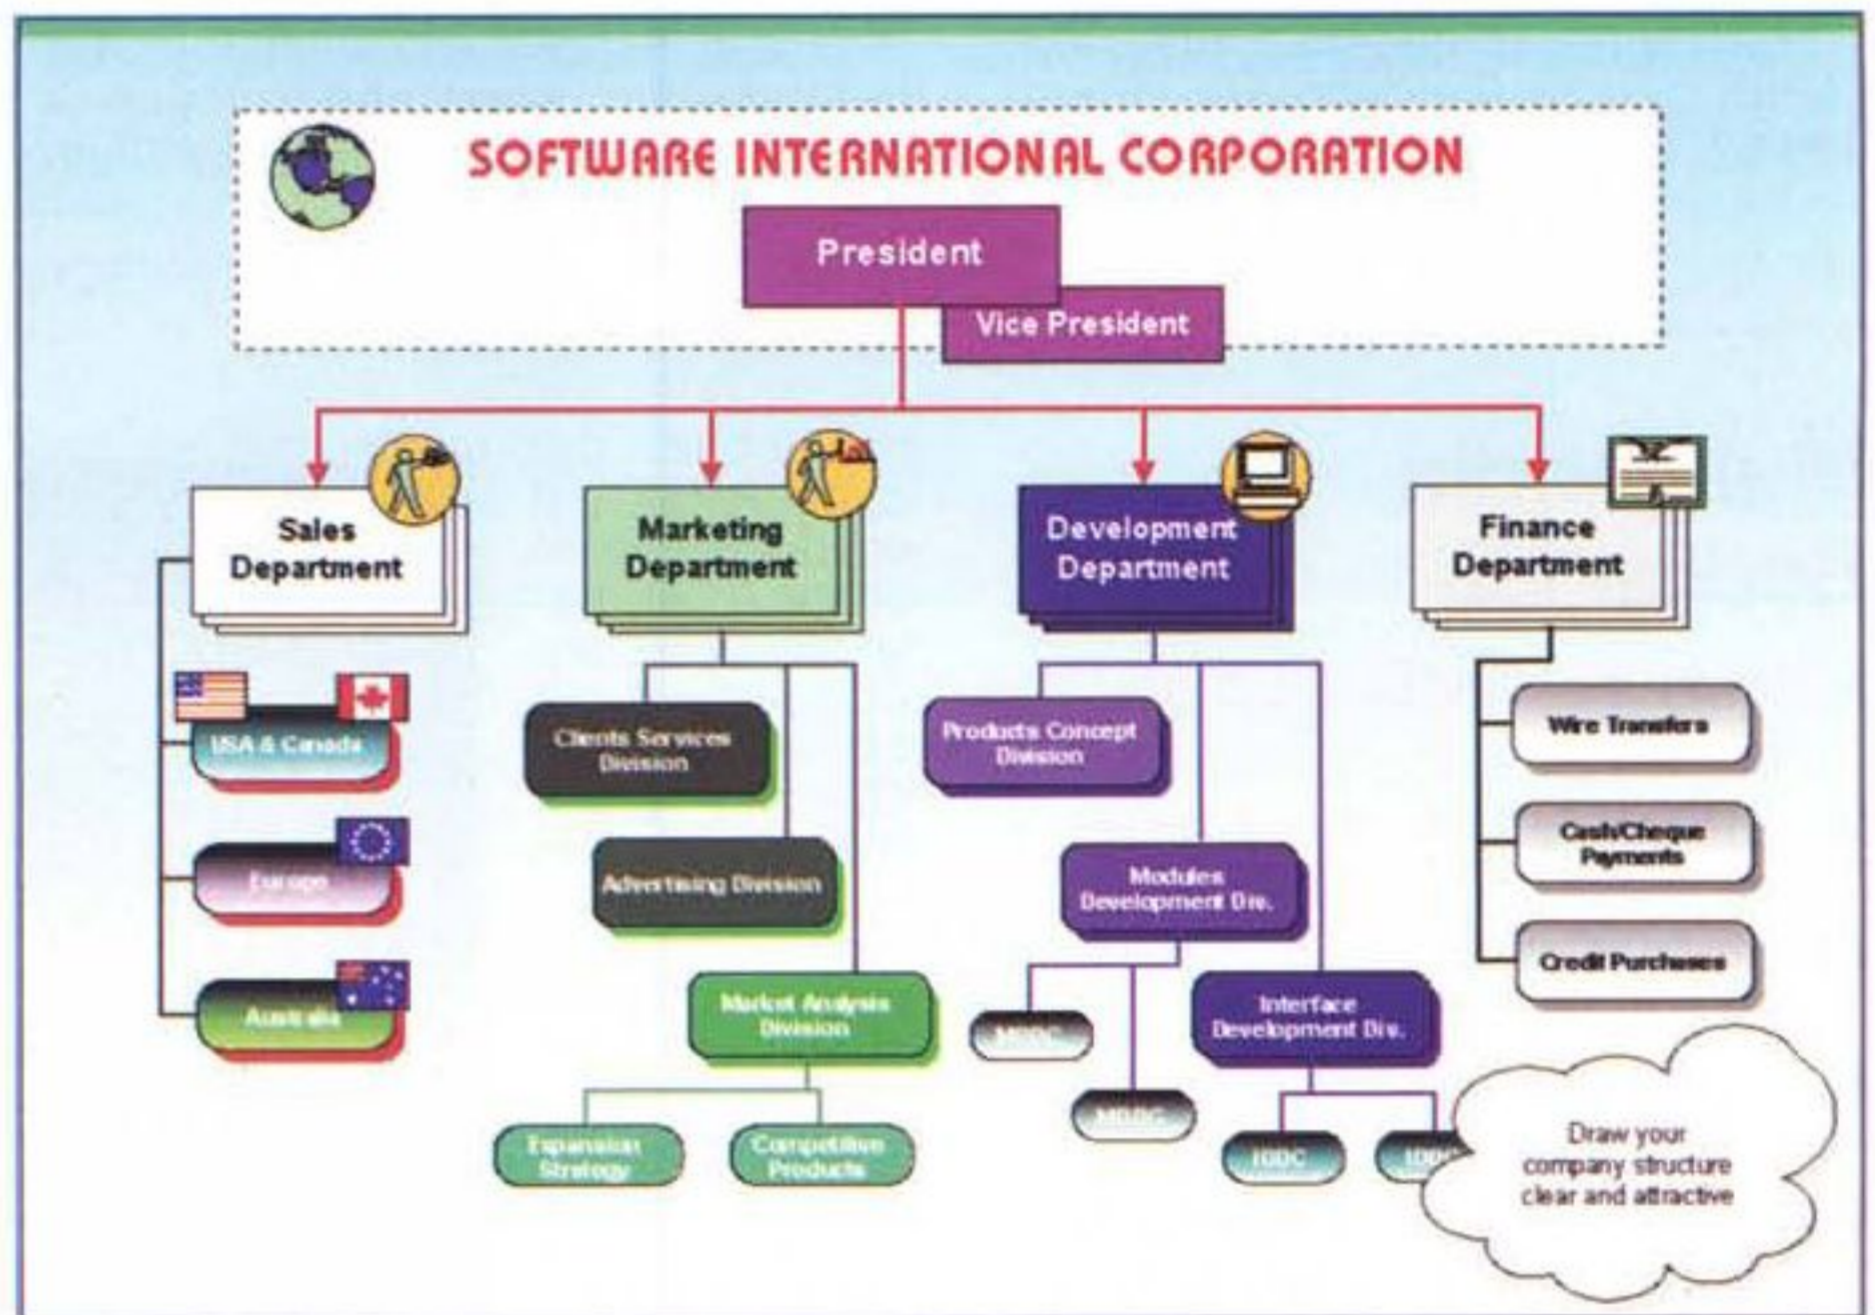 SOFTWARE INTERNATIONAL CORPORATION
President
Vice President
Sales
Department
Marketing
Department
Development
Department
Finance
Department
USA & Canada
Europe
Australia
Clients Services
Division
Advertising Division
Market Analysis
Division
Expansion
Strategy
Competitive
Products
Products Concept
Division
Modules
Development Div.
Interface
Development Div.
Wire Transfers
Cash/Cheque
Payments
Credit Purchases
Draw your
company structure
clear and attractive